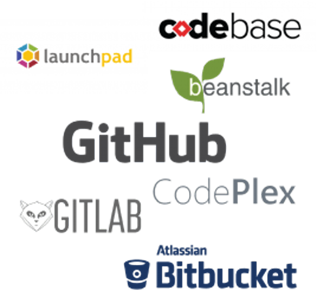 codebase
launchpad
beanstalk
GitHub
CodePlex
GITLAB
Atlassian
Bitbucket